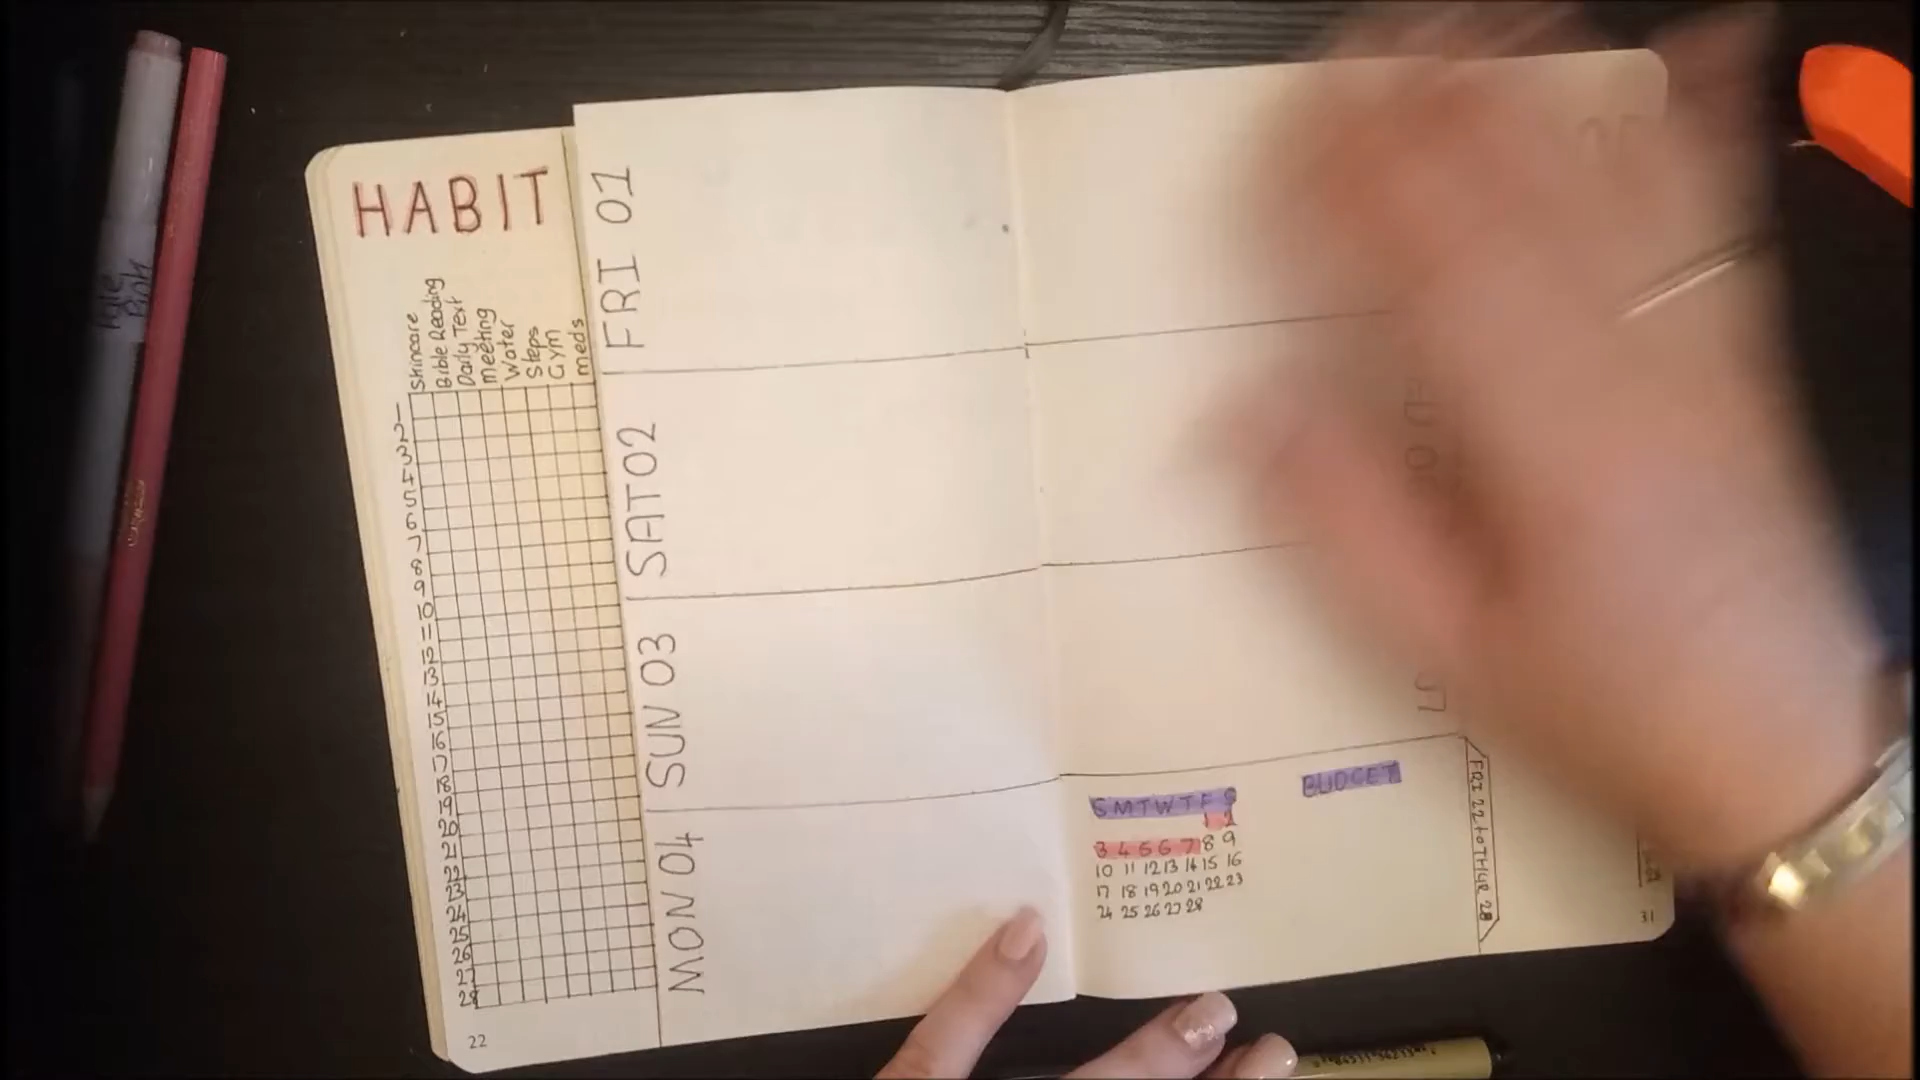 HABIT
Skincare
Bible Reading
Daily Text
Meeting
Water
Steps
Gym
meds
1
2
3
4
5
6
7
8
9
10
11
12
13
14
15
16
17
18
19
20
21
22
23
24
25
26
27
28
22
FRI 01
SAT 02
SUN 03
MON 04
SMTWTFS
1 2
3 4 5 6 7 8 9
10 11 12 13 14 15 16
17 18 19 20 21 22 23
24 25 26 27 28
BUDGET
FRI 22 to THUR 28
31